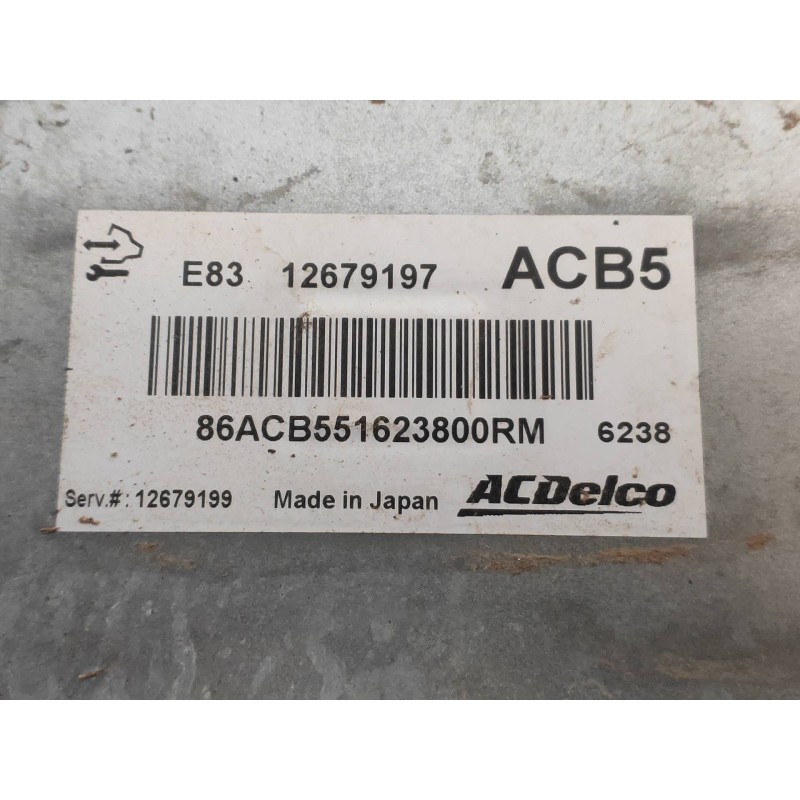 E83 12679197 ACB5
86ACB551623800RM 6238
Serv.#: 12679199 Made in Japan ACDelco